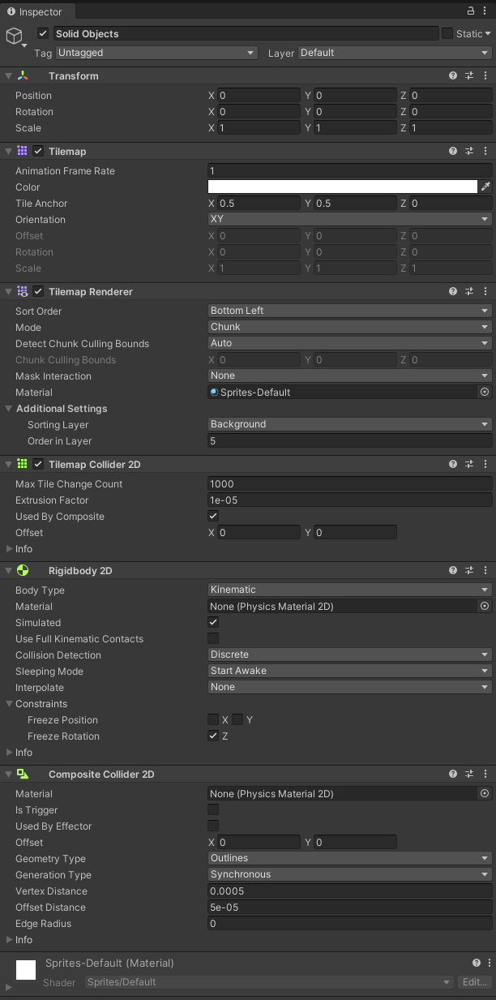 Inspector
Solid Objects Static
Tag Untagged Layer Default
Transform
Position X 0 Y 0 Z 0
Rotation X 0 Y 0 Z 0
Scale X 1 Y 1 Z 1
Tilemap
Animation Frame Rate 1
Color
Tile Anchor X 0.5 Y 0.5 Z 0
Orientation XY
Offset X 0 Y 0 Z 0
Rotation X 0 Y 0 Z 0
Scale X 1 Y 1 Z 1
Tilemap Renderer
Sort Order Bottom Left
Mode Chunk
Detect Chunk Culling Bounds Auto
Chunk Culling Bounds X 0 Y 0 Z 0
Mask Interaction None
Material Sprites-Default
Additional Settings
Sorting Layer Background
Order in Layer 5
Tilemap Collider 2D
Max Tile Change Count 1000
Extrusion Factor 1e-05
Used By Composite
Offset X 0 Y 0
Info
Rigidbody 2D
Body Type Kinematic
Material None (Physics Material 2D)
Simulated
Use Full Kinematic Contacts
Collision Detection Discrete
Sleeping Mode Start Awake
Interpolate None
Constraints
Freeze Position X Y
Freeze Rotation Z
Info
Composite Collider 2D
Material None (Physics Material 2D)
Is Trigger
Used By Effector
Offset X 0 Y 0
Geometry Type Outlines
Generation Type Synchronous
Vertex Distance 0.0005
Offset Distance 5e-05
Edge Radius 0
Info
Sprites-Default (Material)
Shader Sprites/Default Edit...